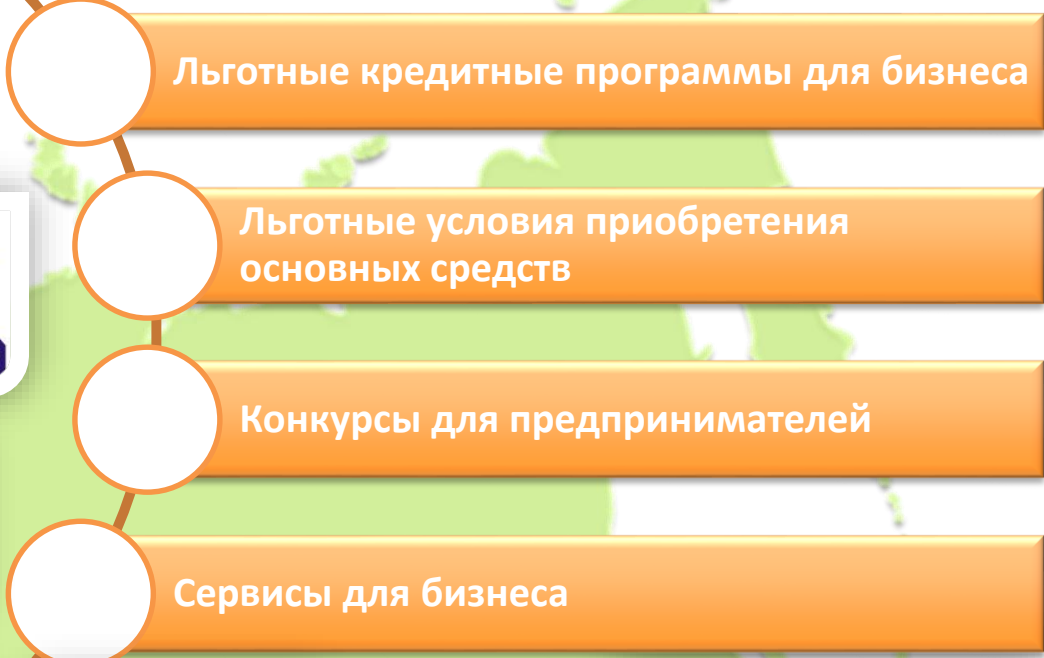 Льготные кредитные программы для бизнеса
Льготные условия приобретения
основных средств
Конкурсы для предпринимателей
Сервисы для бизнеса